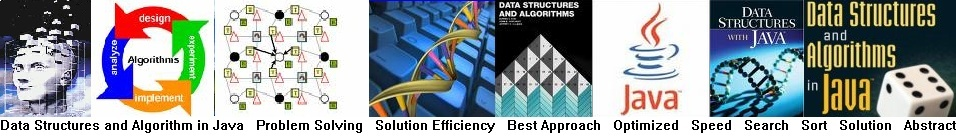 design
analyze
Algorithms
experiment
implement
DATA STRUCTURES
AND ALGORITHMS
Java
DATA
STRUCTURES
WITH JAVA
Data Structures
and
Algorithms
in Java
Data Structures and Algorithm in Java Problem Solving Solution Efficiency Best Approach Optimized Speed Search Sort Solution Abstract